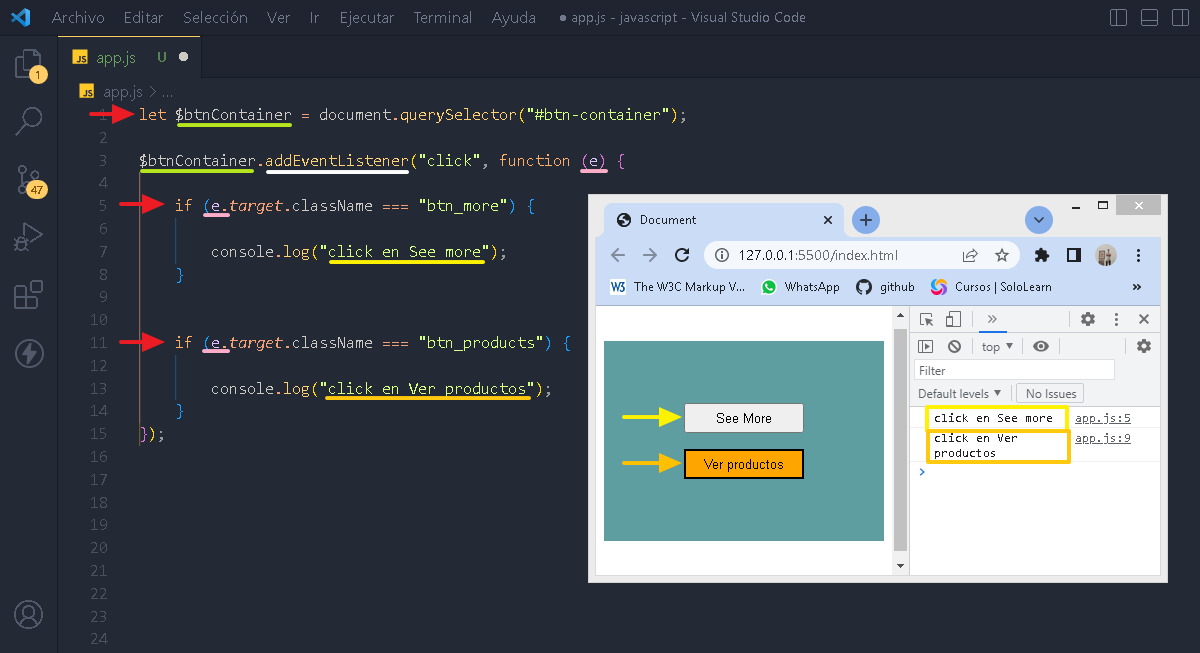 Archivo Editar Selección Ver Ir Ejecutar Terminal Ayuda ● app.js - javascript - Visual Studio Code
JS app.js U ●
1
JS app.js > ...
1 let $btnContainer = document.querySelector("#btn-container");
2
3 $btnContainer.addEventListener("click", function (e) {
4
5 if (e.target.className === "btn_more") {
47
6
7 console.log("click en See more");
8 }
9
10
11 if (e.target.className === "btn_products") {
12
13 console.log("click en Ver productos");
14 }
15 });
16
17
18
19
20
21
22
23
24
Document
127.0.0.1:5500/index.html
W3 The W3C Markup V... WhatsApp github Cursos | SoloLearn »
»
top ▼
Filter
Default levels ▼ No Issues
See More
Ver productos
click en See more app.js:5
click en Ver app.js:9
productos
>